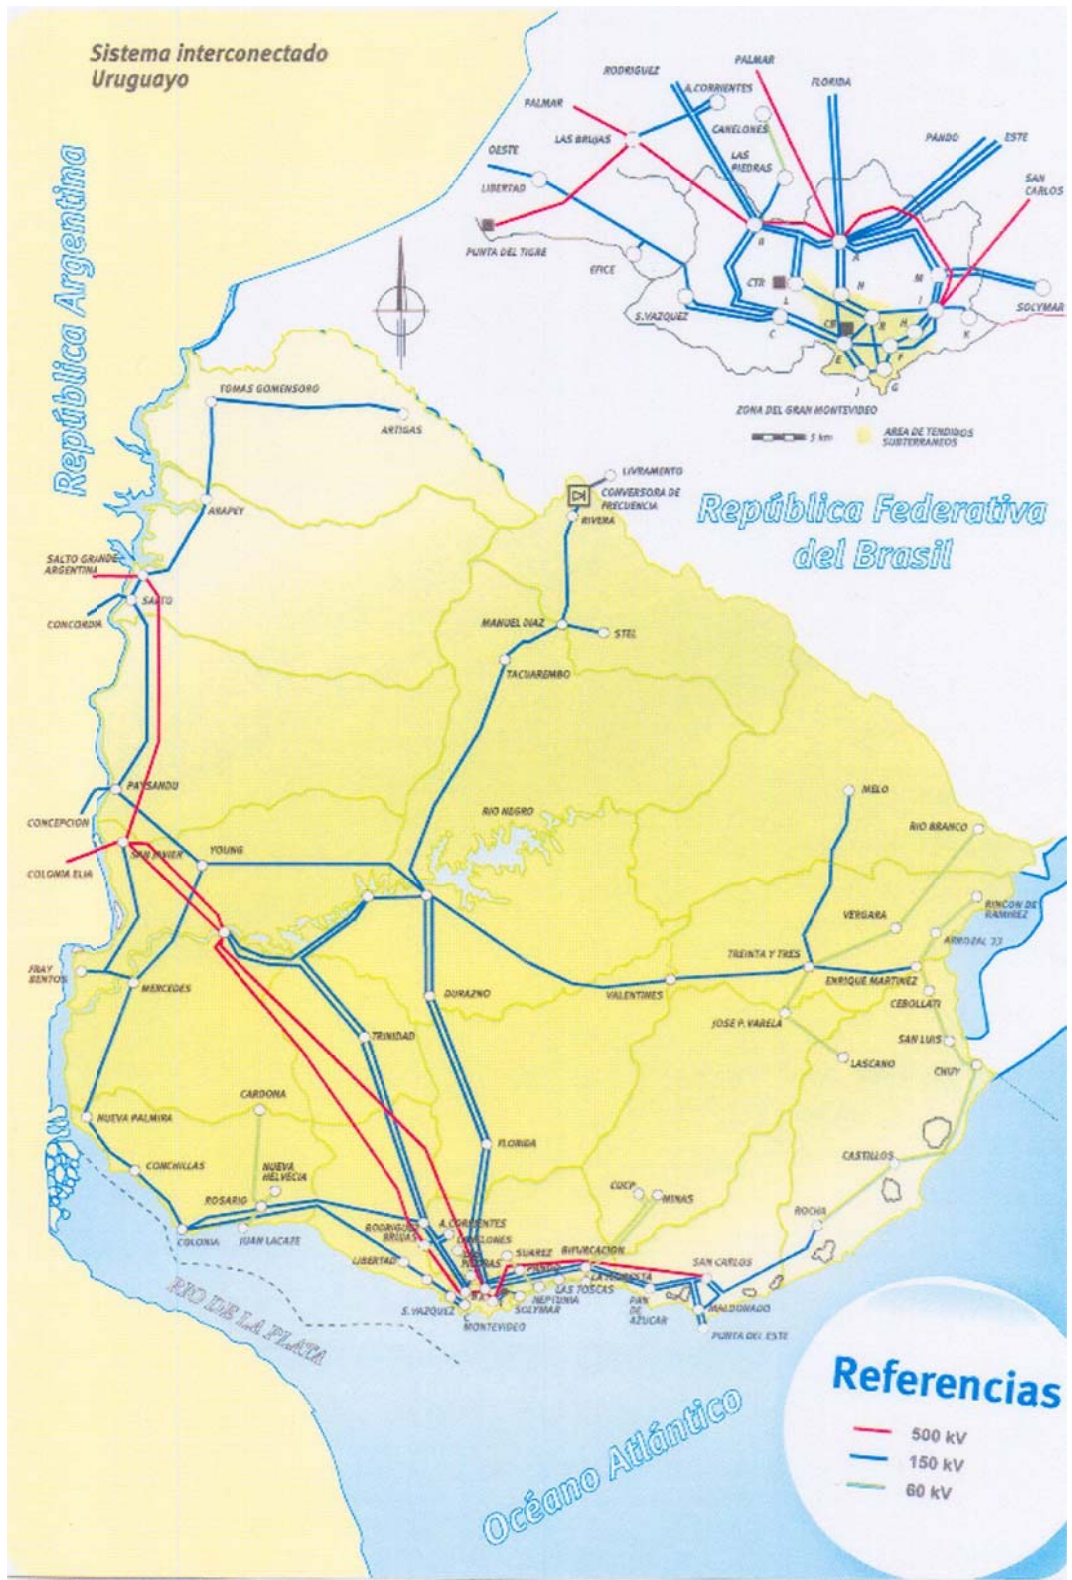 Sistema interconectado
Uruguayo
República Argentina
RODRIGUEZ
PALMAR
A.CORRIENTES
FLORIDA
PALMAR
CANELONES
LAS BRUJAS
PANDO
ESTE
OESTE
LAS
PIEDRAS
SAN
CARLOS
LIBERTAD
B
A
PUNTA DEL TIGRE
EFICE
CTR
L
N
M
I
SOLYMAR
S.VAZQUEZ
C
CB
R
H
K
E
F
J
G
ZONA DEL GRAN MONTEVIDEO
5 km
AREA DE TENDIDOS
SUBTERRANEOS
TOMAS GOMENSORO
ARTIGAS
LIVRAMENTO
CONVERSORA DE
FRECUENCIA
RIVERA
República Federativa
del Brasil
ARAPEY
SALTO GRANDE
ARGENTINA
SALTO
CONCORDIA
MANUEL DIAZ
STEL
TACUAREMBO
PAYSANDU
MELO
CONCEPCION
RIO NEGRO
RIO BRANCO
SAN JAVIER
YOUNG
COLONIA ELIA
VERGARA
RINCON DE
RAMIREZ
ARROZAL 33
TREINTA Y TRES
FRAY
BENTOS
MERCEDES
DURAZNO
VALENTINES
ENRIQUE MARTINEZ
CEBOLLATI
JOSE P. VARELA
TRINIDAD
SAN LUIS
LASCANO
CHUY
CARDONA
NUEVA PALMIRA
FLORIDA
CONCHILLAS
NUEVA
HELVECIA
CASTILLOS
ROSARIO
MINAS
COLONIA
JUAN LACAZE
RODRIGUEZ
BRUJAS
A.CORRIENTES
ROCHA
LIBERTAD
SUAREZ
BIFURCACION
SAN CARLOS
PANDO
LA FLORESTA
LAS TOSCAS
NEPTUNIA
S. VAZQUEZ
C
SOLYMAR
MONTEVIDEO
PAN
DE
AZUCAR
MALDONADO
PUNTA DEL ESTE
RIO DE LA PLATA
Océano Atlántico
Referencias
500 kV
150 kV
60 kV